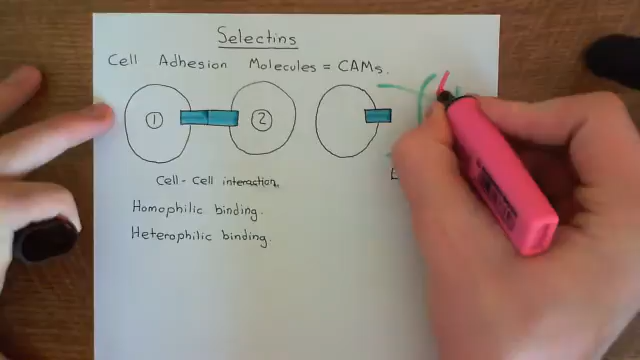 Selectins
Cell Adhesion Molecules = CAMs.
1
2
Cell-Cell interaction.
Homophilic binding.
Heterophilic binding.